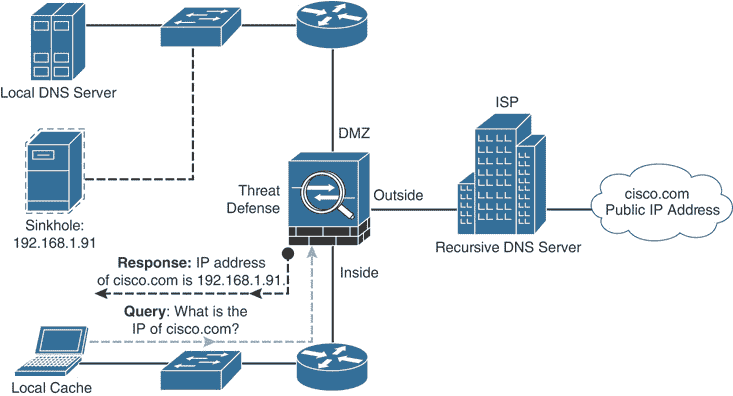 Local DNS Server
Sinkhole:
192.168.1.91
DMZ
Threat
Defense
Outside
Inside
ISP
Recursive DNS Server
cisco.com
Public IP Address
Response: IP address
of cisco.com is 192.168.1.91.
Query: What is the
IP of cisco.com?
Local Cache